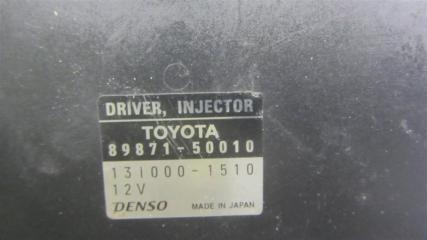 DRIVER, INJECTOR
TOYOTA
89871-50010
131000-1510
12V
DENSO MADE IN JAPAN